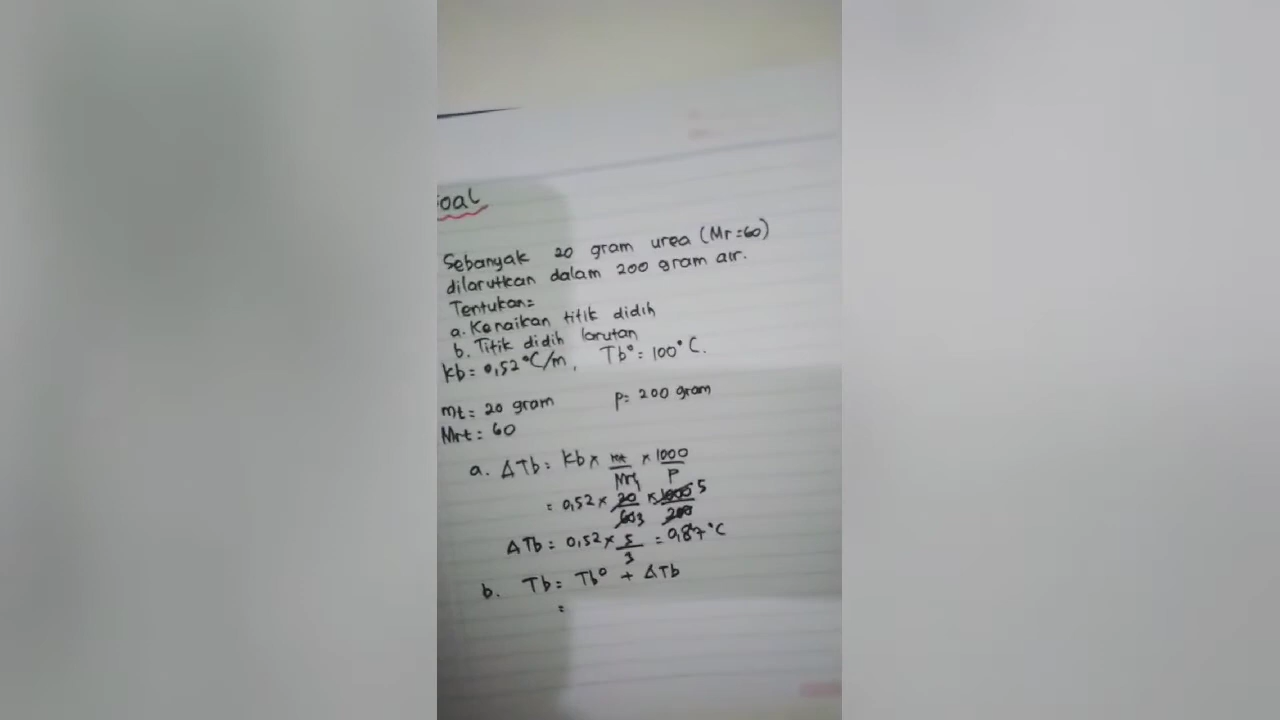 oal
Sebanyak 20 gram urea (Mr=60)
dilarutkan dalam 200 gram air.
Tentukan=
a. Kenaikan titik didih
b. Titik didih larutan
kb = 0,52 °C/m, Tb° = 100°C.
mt = 20 gram p = 200 gram
Mrt = 60
a. ΔTb = kb × mt/Mrt × 1000/P
= 0,52 × 20/60 3 × 1000 5/200
ΔTb = 0,52 × 5/3 = 0,87°C
b. Tb = Tb° + ΔTb
=